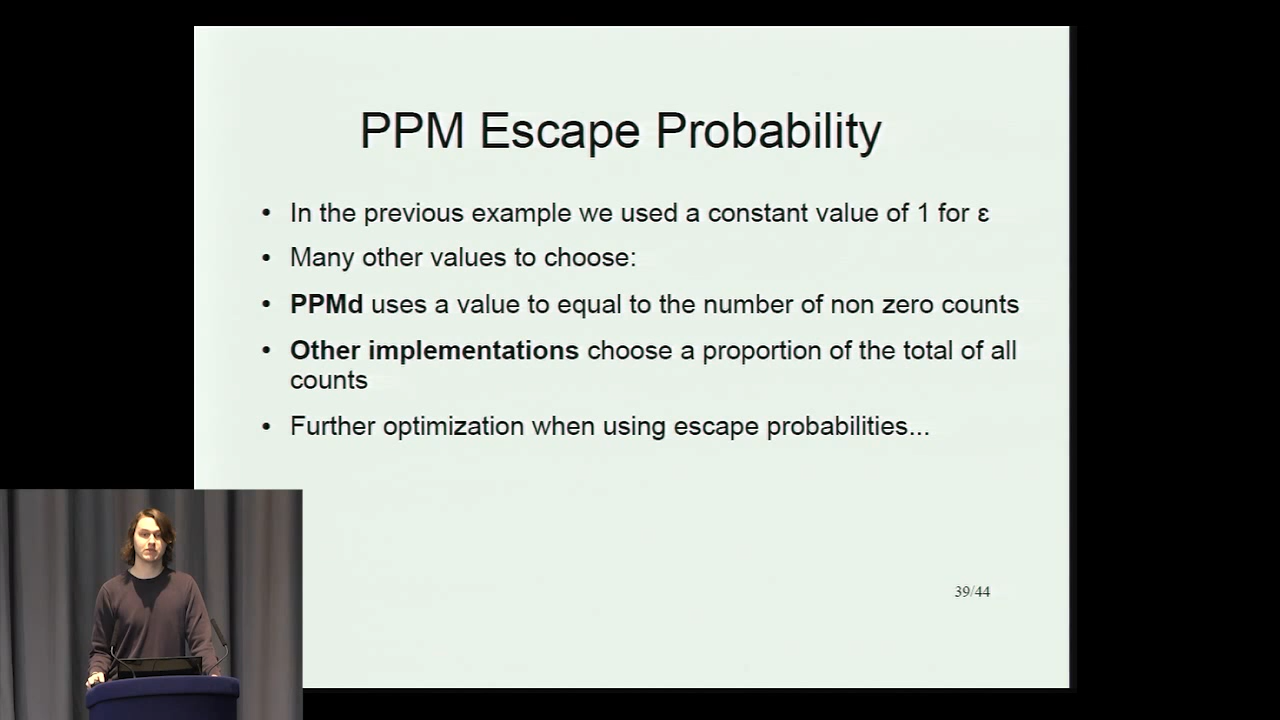 PPM Escape Probability
• In the previous example we used a constant value of 1 for ε
• Many other values to choose:
• PPMd uses a value to equal to the number of non zero counts
• Other implementations choose a proportion of the total of all
counts
• Further optimization when using escape probabilities...
39/44